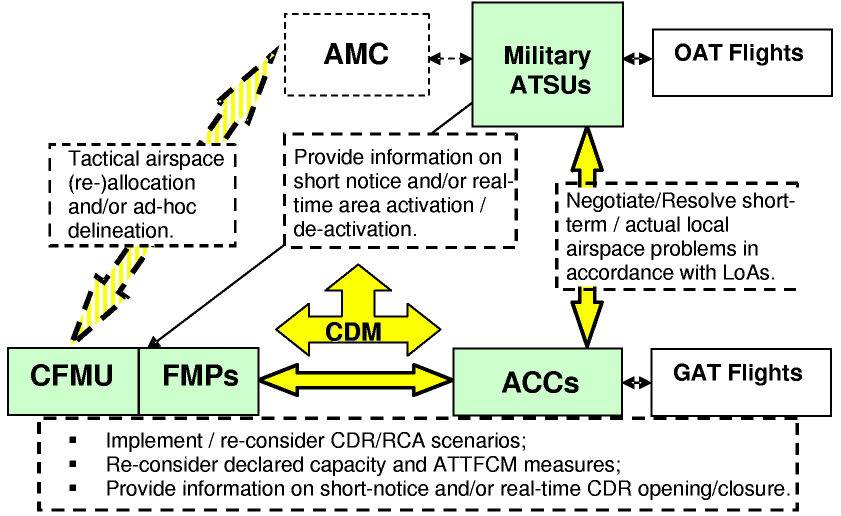 AMC
Military
ATSUs
OAT Flights
Tactical airspace
(re-)allocation
and/or ad-hoc
delineation.
Provide information on
short notice and/or real-
time area activation /
de-activation.
Negotiate/Resolve short-
term / actual local
airspace problems in
accordance with LoAs.
CDM
CFMU
FMPs
ACCs
GAT Flights
▪ Implement / re-consider CDR/RCA scenarios;
▪ Re-consider declared capacity and ATTFCM measures;
▪ Provide information on short-notice and/or real-time CDR opening/closure.